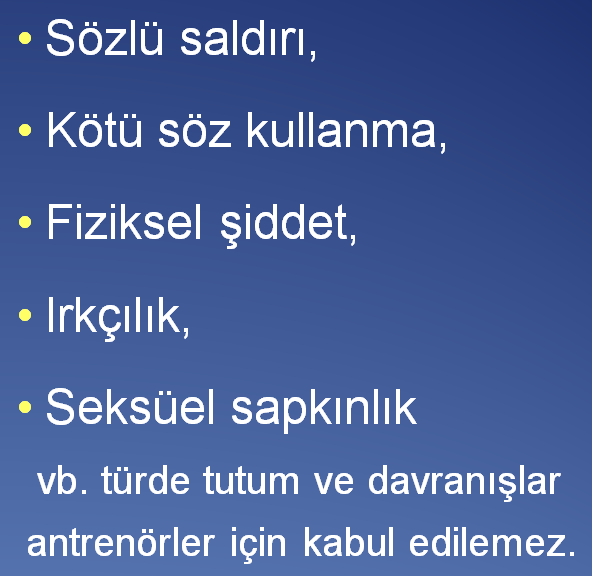 • Sözlü saldırı,
• Kötü söz kullanma,
• Fiziksel şiddet,
• Irkçılık,
• Seksüel sapkınlık
vb. türde tutum ve davranışlar
antrenörler için kabul edilemez.